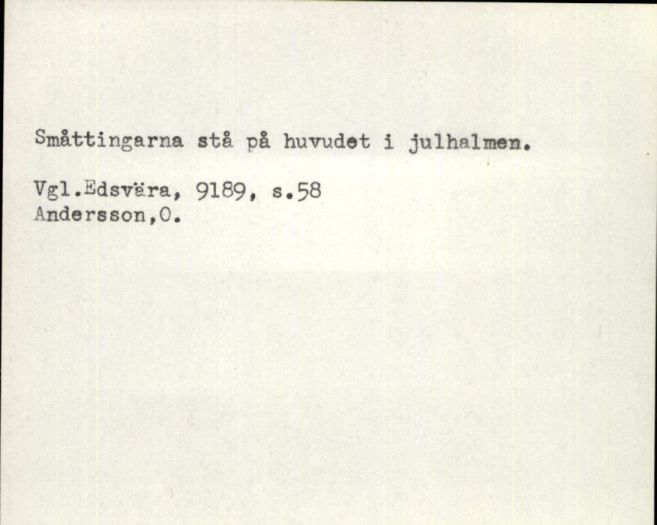 Småttingarna stå på huvudet i julhalmen.
Vgl.Edsvära, 9189, s.58
Andersson,O.